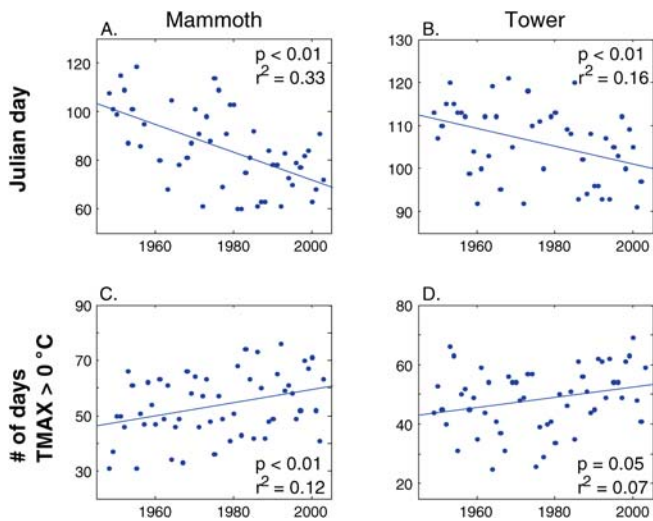 Mammoth
Tower
A.
p < 0.01
r² = 0.33
B.
p < 0.01
r² = 0.16
Julian day
120
100
80
60
130
120
110
100
90
1960
1980
2000
1960
1980
2000
C.
D.
# of days
TMAX > 0 °C
90
70
50
30
80
60
40
20
p < 0.01
r² = 0.12
p = 0.05
r² = 0.07
1960
1980
2000
1960
1980
2000